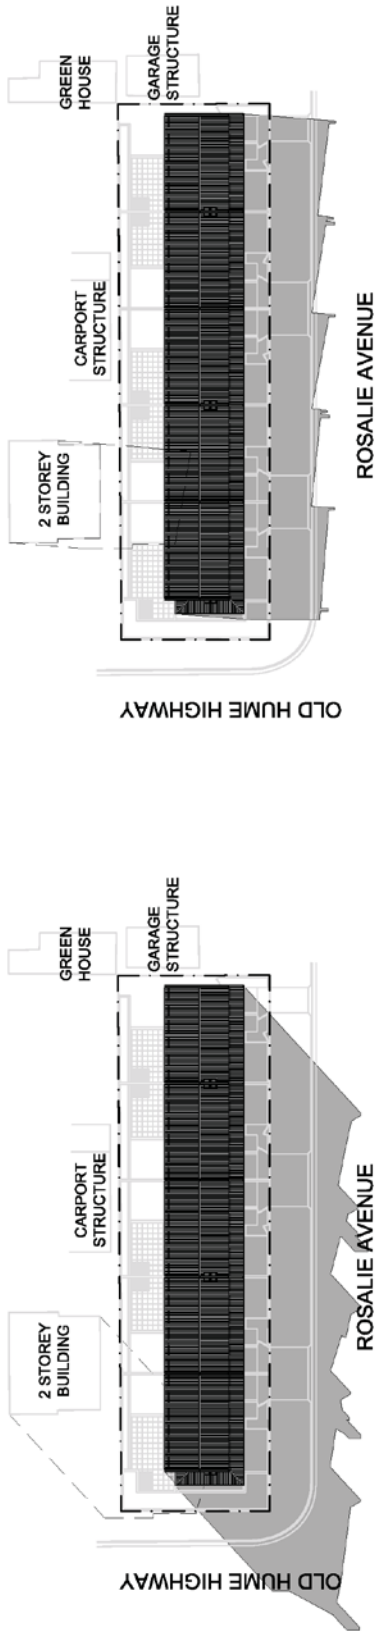 GREEN
HOUSE
GARAGE
STRUCTURE
CARPORT
STRUCTURE
2 STOREY
BUILDING
ROSALIE AVENUE
OLD HUME HIGHWAY
GREEN
HOUSE
GARAGE
STRUCTURE
CARPORT
STRUCTURE
2 STOREY
BUILDING
ROSALIE AVENUE
OLD HUME HIGHWAY